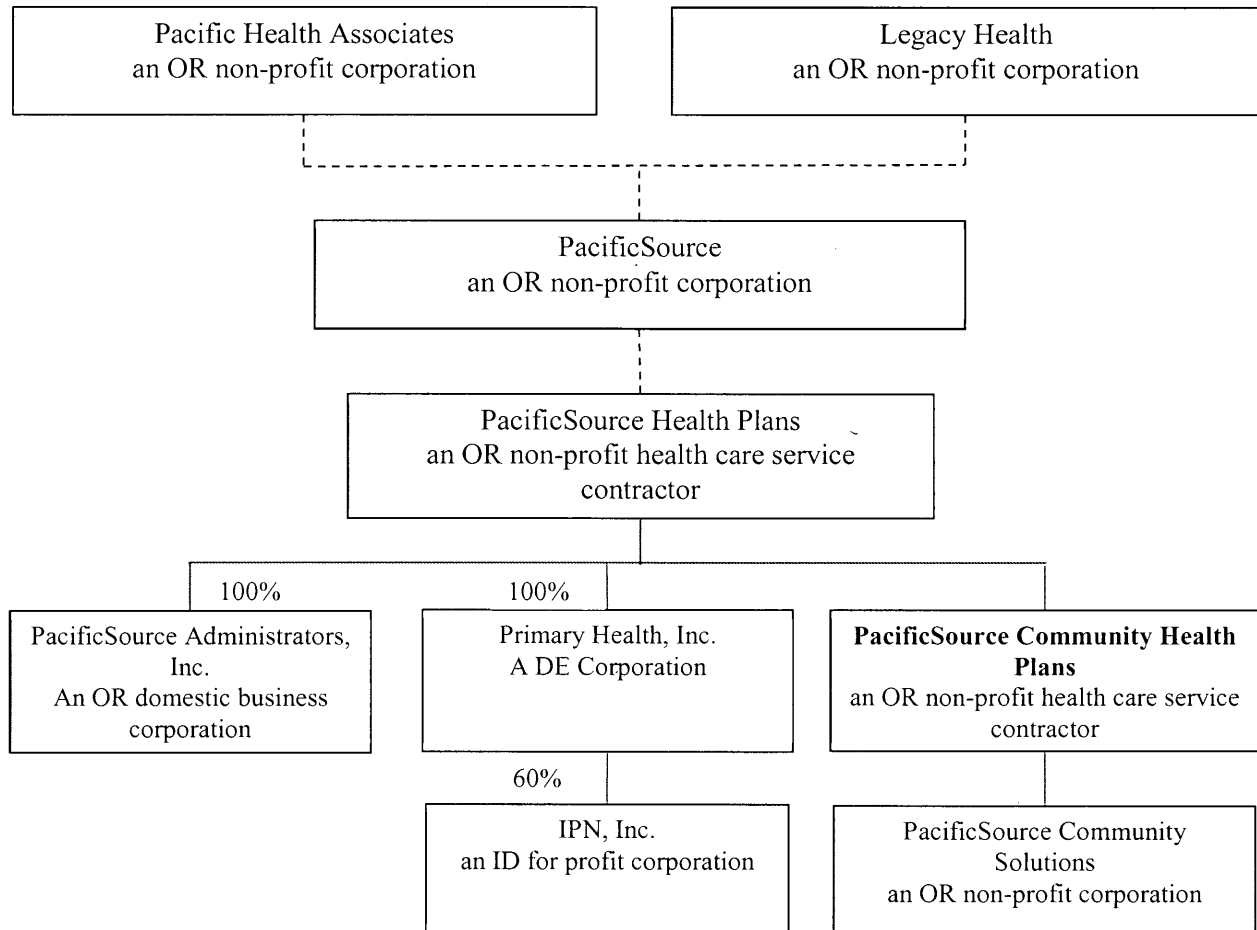 Pacific Health Associates
an OR non-profit corporation
Legacy Health
an OR non-profit corporation
PacificSource
an OR non-profit corporation
PacificSource Health Plans
an OR non-profit health care service
contractor
100%
100%
PacificSource Administrators,
Inc.
An OR domestic business
corporation
Primary Health, Inc.
A DE Corporation
PacificSource Community Health
Plans
an OR non-profit health care service
contractor
60%
IPN, Inc.
an ID for profit corporation
PacificSource Community
Solutions
an OR non-profit corporation